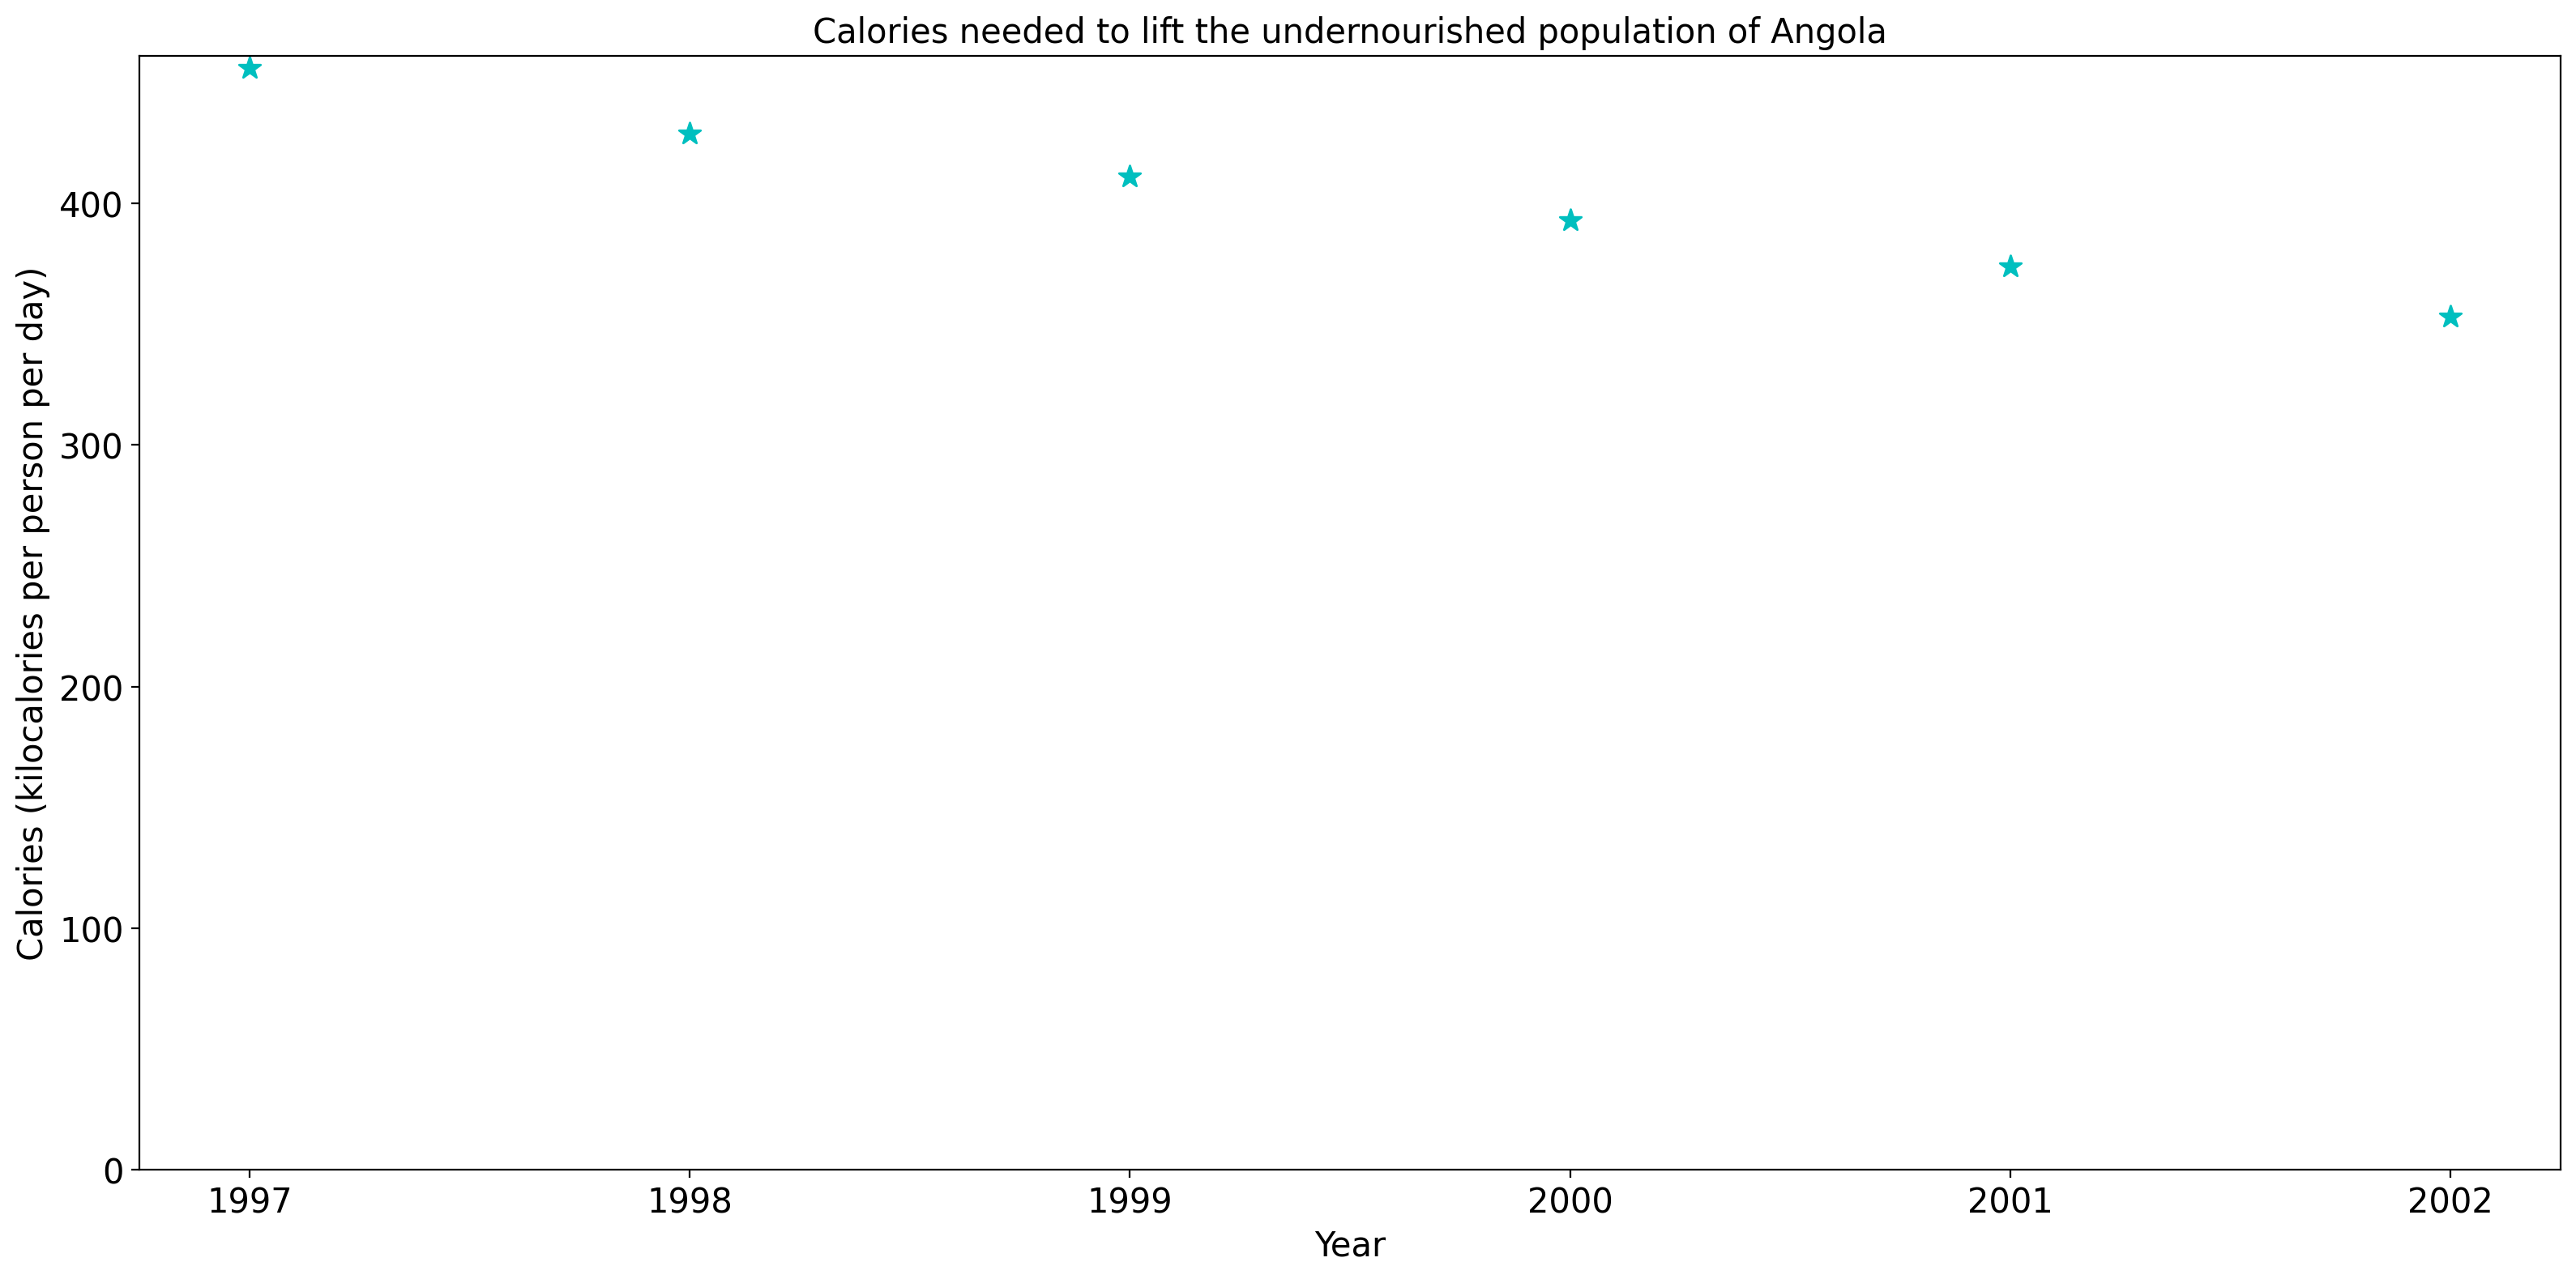 Calories needed to lift the undernourished population of Angola
Calories (kilocalories per person per day)
400
300
200
100
0
1997 1998 1999 2000 2001 2002
Year